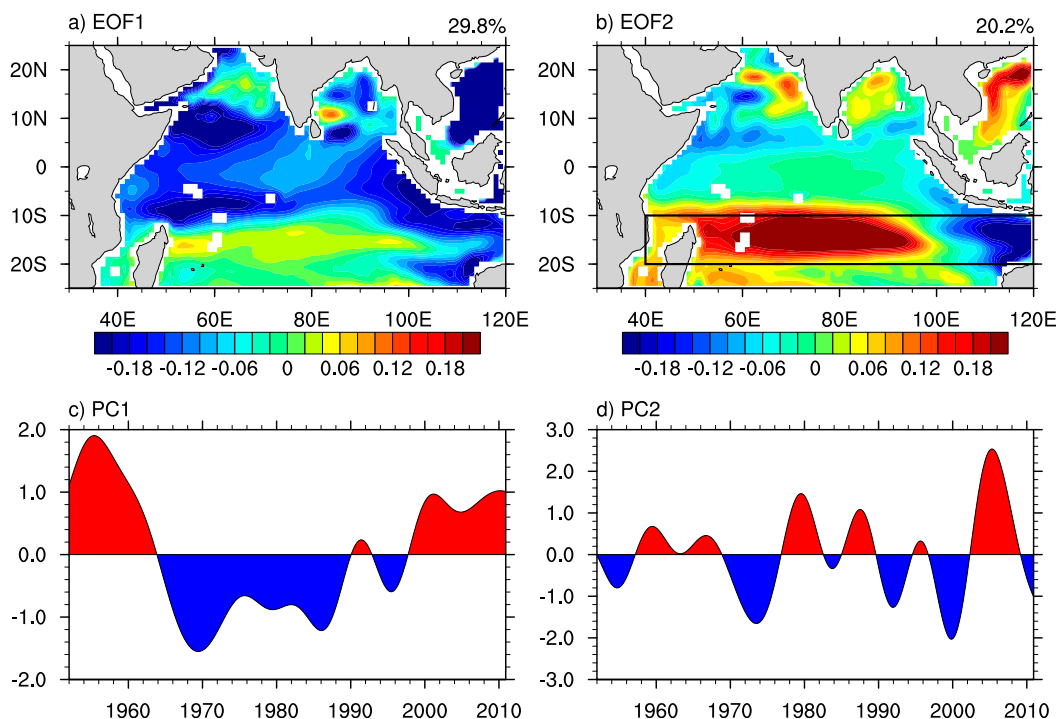 a) EOF1 29.8%
b) EOF2 20.2%
20N
10N
0
10S
20S
40E 60E 80E 100E 120E
-0.18 -0.12 -0.06 0 0.06 0.12 0.18
20N
10N
0
10S
20S
40E 60E 80E 100E 120E
-0.18 -0.12 -0.06 0 0.06 0.12 0.18
c) PC1
2.0
1.0
0.0
-1.0
-2.0
1960 1970 1980 1990 2000 2010
d) PC2
3.0
2.0
1.0
0.0
-1.0
-2.0
-3.0
1960 1970 1980 1990 2000 2010